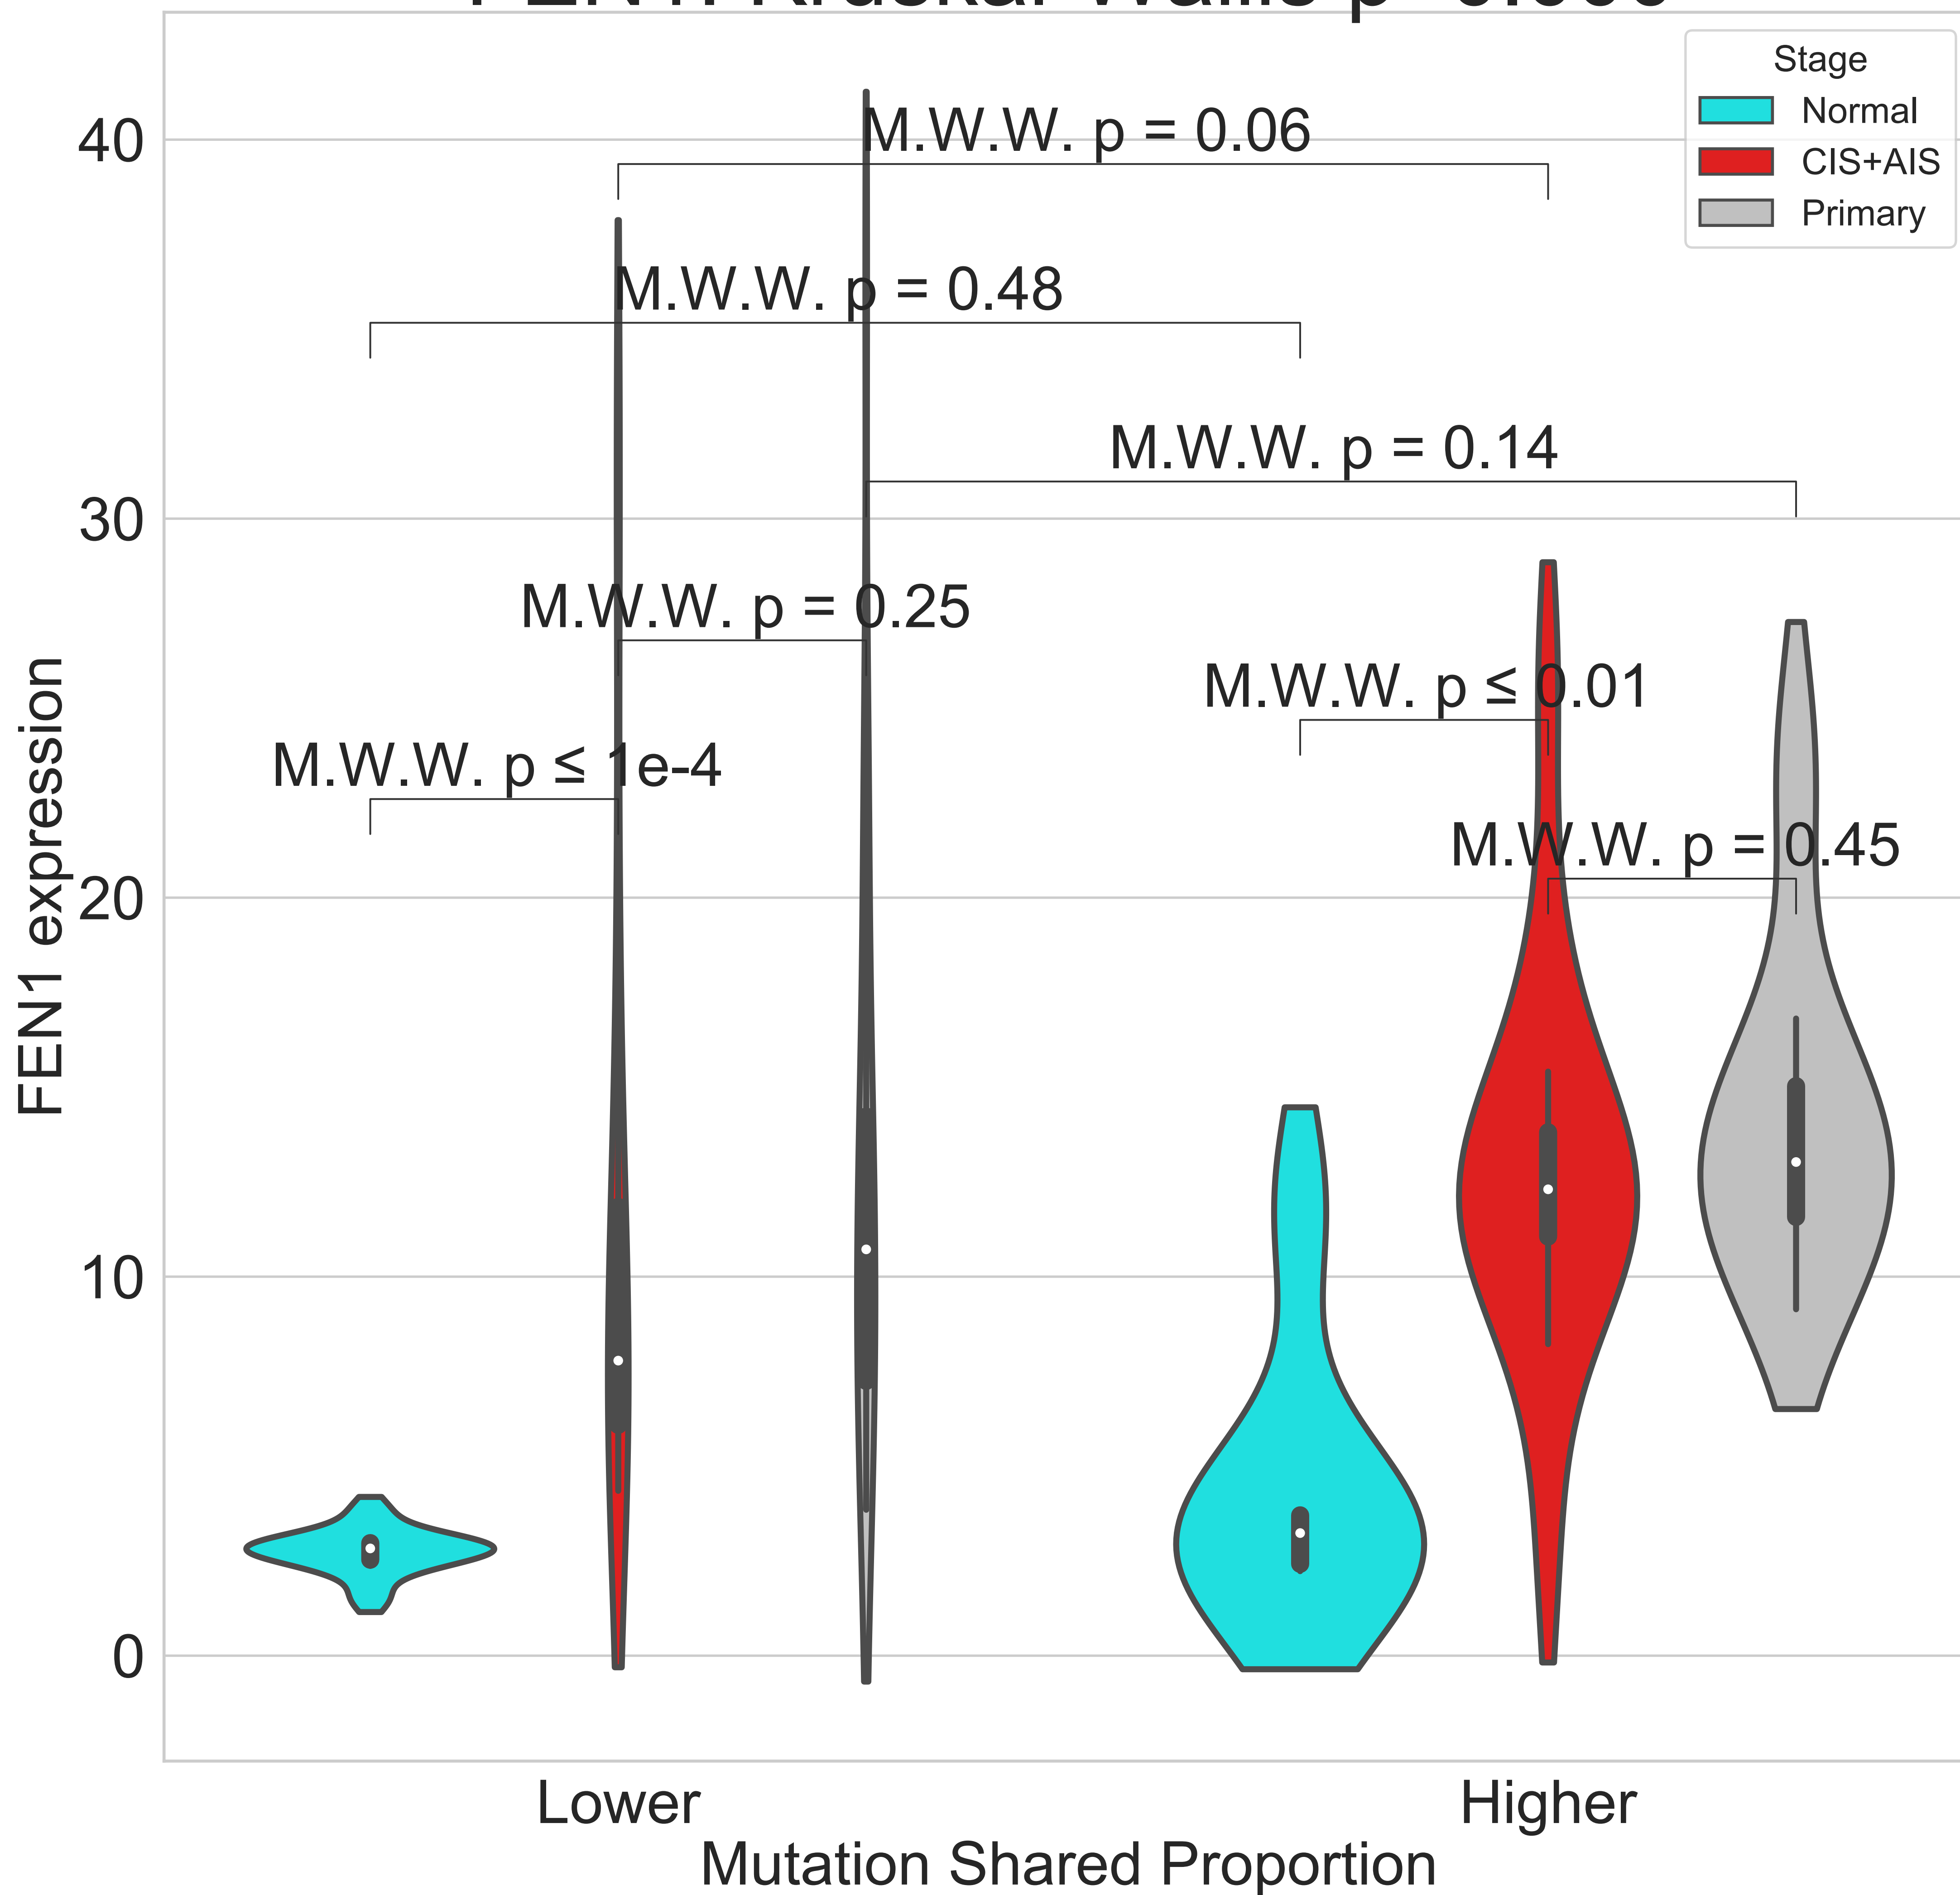 Stage
Normal
CIS+AIS
Primary
M.W.W. p = 0.06
M.W.W. p = 0.48
M.W.W. p = 0.14
M.W.W. p = 0.25
M.W.W. p ≤ 0.01
M.W.W. p ≤ 1e-4
M.W.W. p = 0.45
FEN1 expression
40
30
20
10
0
Lower
Higher
Mutation Shared Proportion